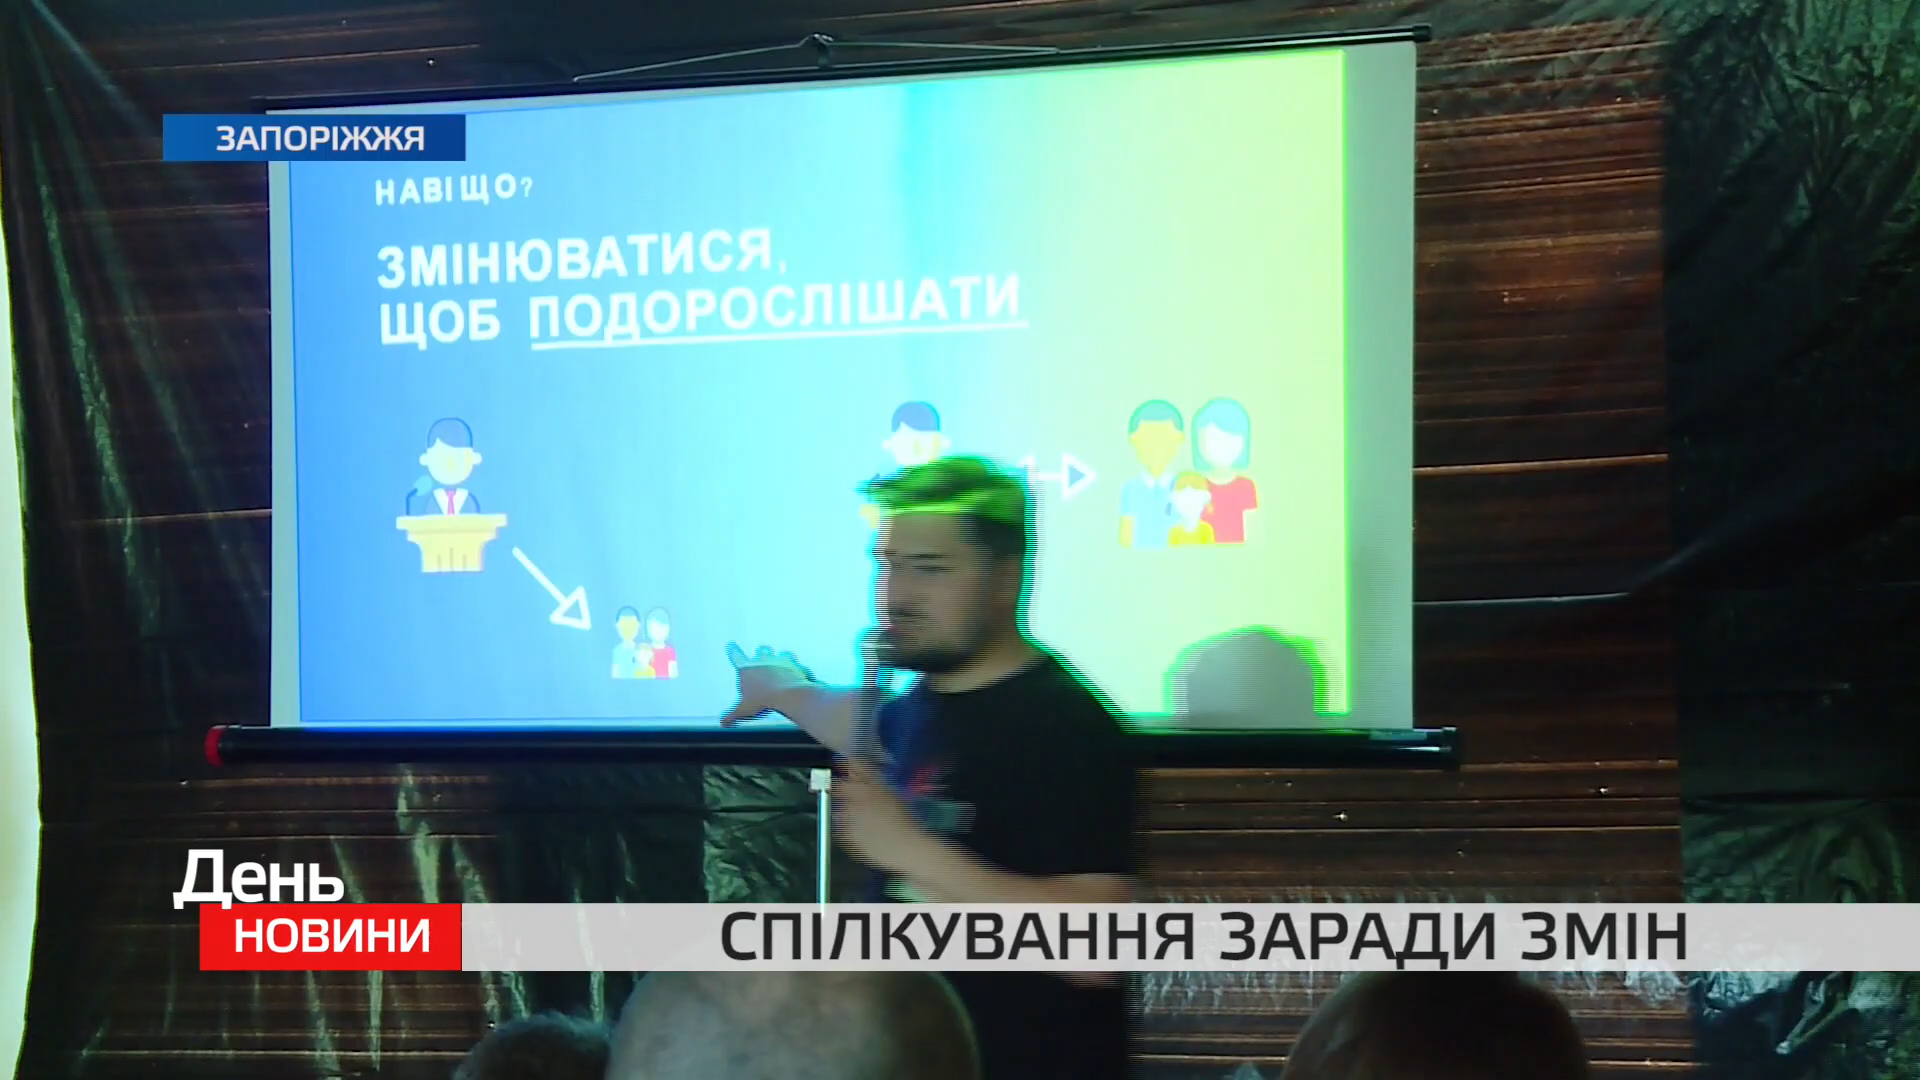 ЗАПОРІЖЖЯ
НАВІЩО?
ЗМІНЮВАТИСЯ,
ЩОБ ПОДОРОСЛІШАТИ
День
НОВИНИ
СПІЛКУВАННЯ ЗАРАДИ ЗМІН